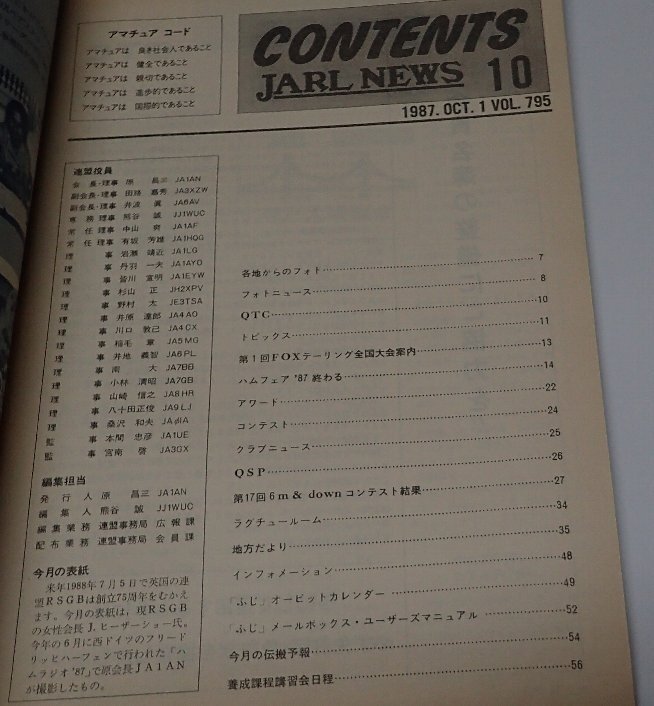 アマチュア コード
アマチュアは 良き社会人であること
アマチュアは 健全であること
アマチュアは 親切であること
アマチュアは 進歩的であること
アマチュアは 国際的であること
CONTENTS
JARL NEWS 10
1987. OCT. 1 VOL. 795
連盟役員
会長・理事 原 昌三 JA1AN
副会長・理事 田路 嘉秀 JA3XZW
副会長・理事 井波 眞 JA6AV
専務理事 熊谷 誠 JJ1WUC
常任理事 中山 努 JA1AF
常任理事 有坂 芳雄 JA1HQG
理事 岩瀬 靖近 JA1LG
理事 丹羽 一夫 JA1AYO
理事 皆川 宣明 JA1EYW
理事 杉山 正 JH2XPV
理事 野村 太 JE3TSA
理事 井原 達郎 JA4AO
理事 川口 敦己 JA4CX
理事 稲毛 章 JA5MG
理事 井地 義智 JA6PL
理事 南 大 JA7BB
理事 小林 清昭 JA7GB
理事 山崎 信之 JA8HR
理事 八十田正俊 JA9LJ
理事 桑沢 和夫 JAøIA
監事 本間 忠彦 JA1UE
監事 宮南 啓 JA3GX
編集担当
発行人 原 昌三 JA1AN
編集人 熊谷 誠 JJ1WUC
編集業務 連盟事務局 広報課
配布業務 連盟事務局 会員課
今月の表紙
来年1988年7月5日で英国の連
盟RSGBは創立75周年をむかえ
ます。今月の表紙は，現RSGB
の女性会長J.ヒーザーショー氏。
今年の6月に西ドイツのフリード
リッヒハーフェンで行われた「ハ
ムラジオ'87」で原会長JA1AN
が撮影したもの。
各地からのフォト 7
フォトニュース 8
QTC 10
トピックス 11
第1回FOXテーリング全国大会案内 13
ハムフェア'87終わる 14
アワード 22
コンテスト 24
クラブニュース 25
QSP 26
第17回6m & downコンテスト結果 27
ラグチュールーム 34
地方だより 35
インフォメーション 48
「ふじ」オービットカレンダー 49
「ふじ」メールボックス・ユーザーズマニュアル 52
今月の伝搬予報 54
養成課程講習会日程 56